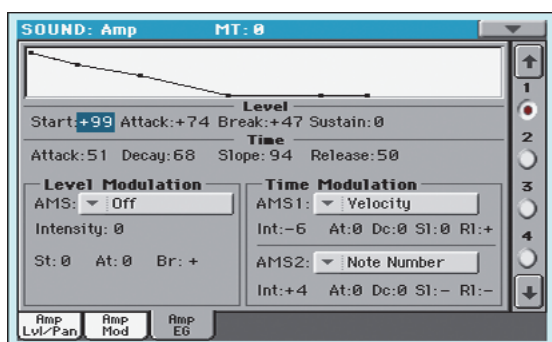 SOUND: Amp MT: 0
Level
Start:+99 Attack:+74 Break:+47 Sustain:0
Time
Attack:51 Decay:68 Slope:94 Release:50
Level Modulation
AMS: Off
Intensity: 0
St:0 At:0 Br: +
Time Modulation
AMS1: Velocity
Int:-6 At:0 Dc:0 Sl:0 Rl:+
AMS2: Note Number
Int:+4 At:0 Dc:0 Sl:- Rl:-
1
2
3
4
Amp Lvl/Pan
Amp Mod
Amp EG